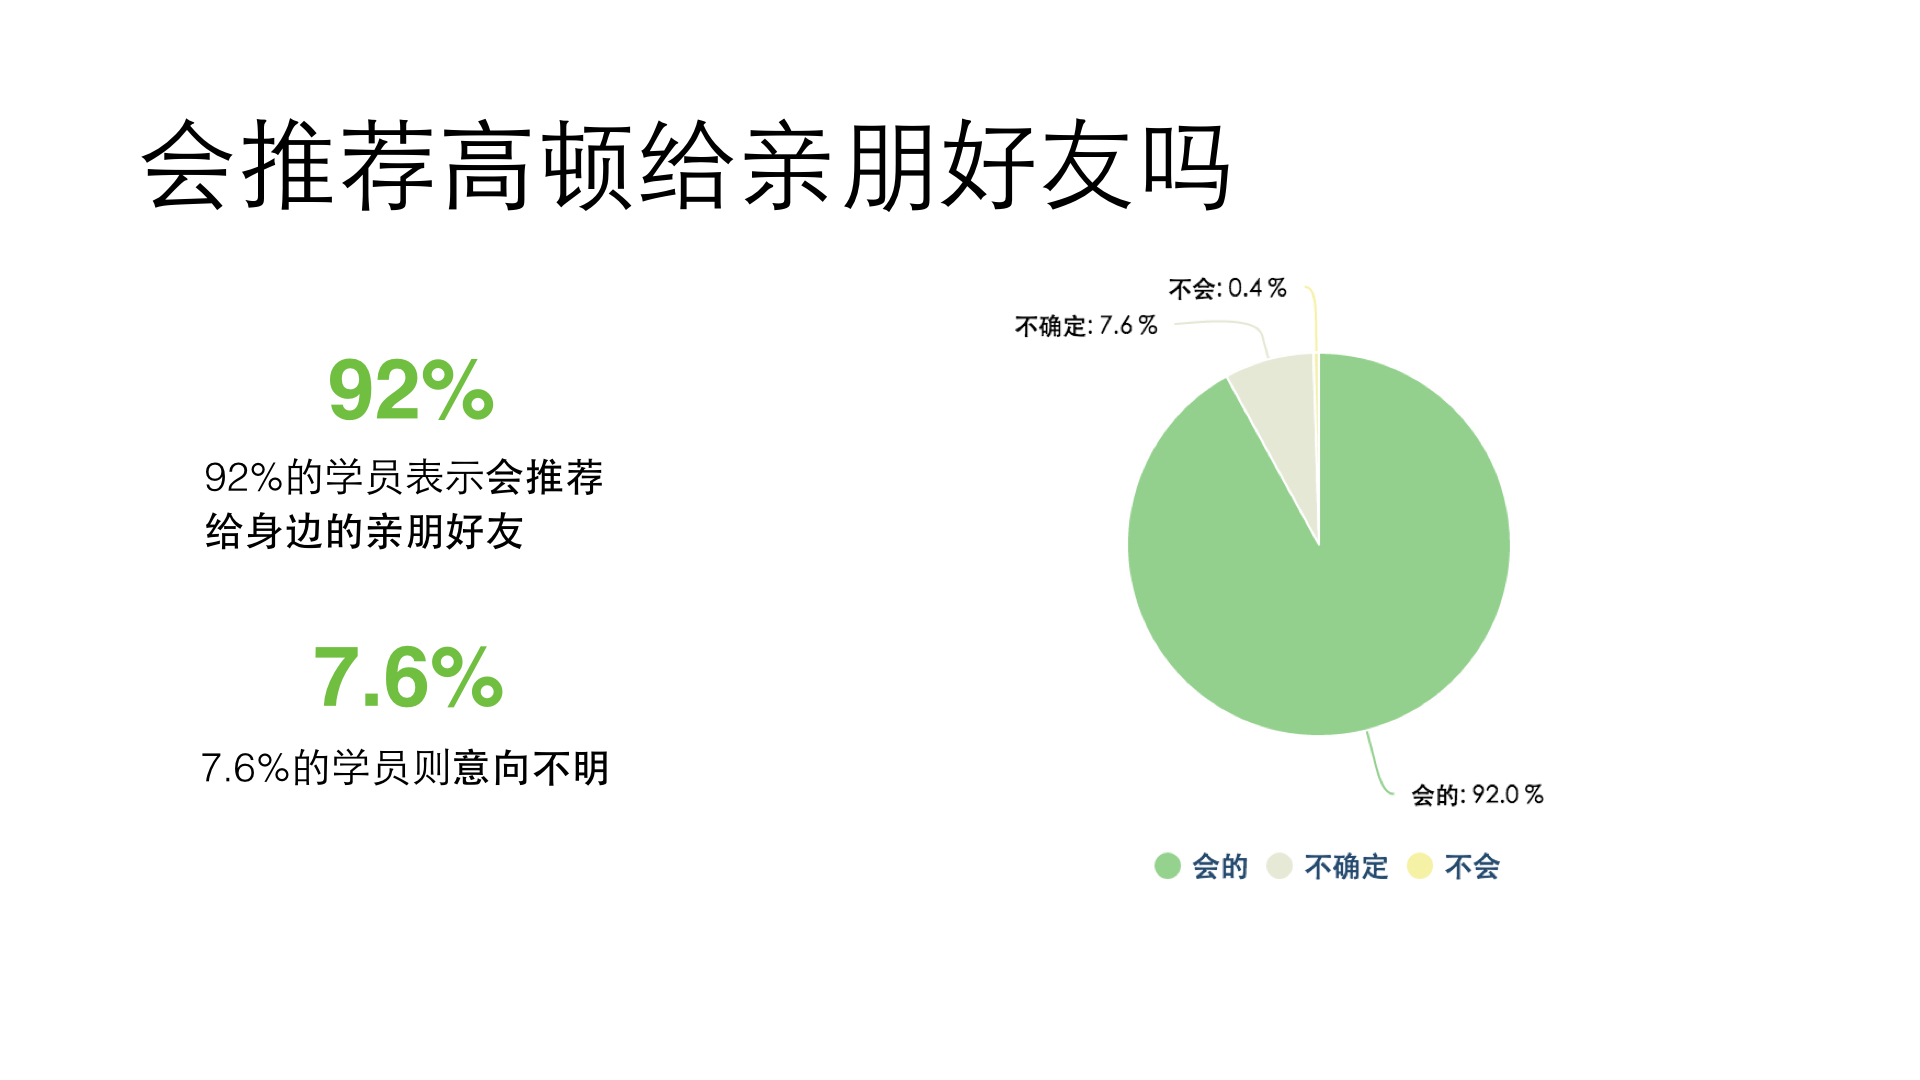 会推荐高顿给亲朋好友吗
92%
92%的学员表示会推荐
给身边的亲朋好友
7.6%
7.6%的学员则意向不明
不会: 0.4 %
不确定: 7.6 %
会的: 92.0 %
会的 不确定 不会